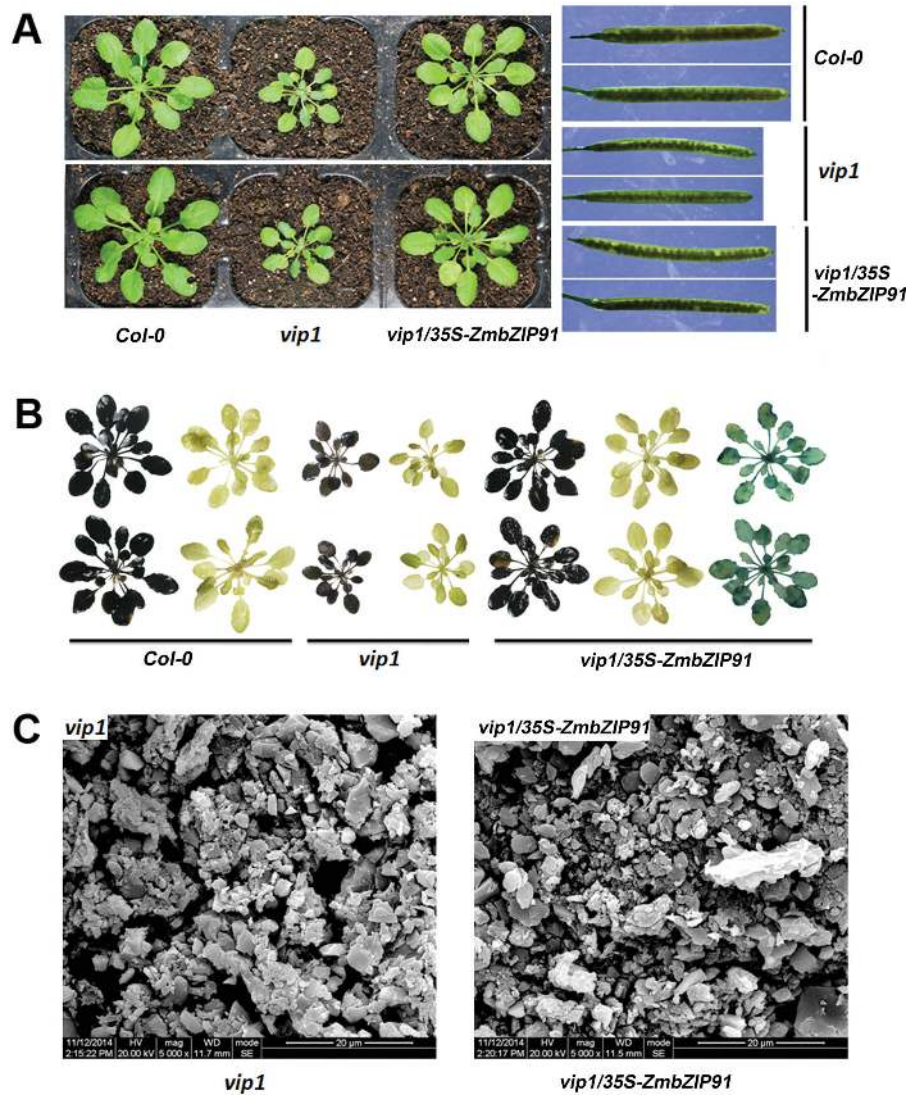 A
Col-0
vip1
vip1/35S
-ZmbZIP91
Col-0 vip1 vip1/35S-ZmbZIP91
B
Col-0 vip1 vip1/35S-ZmbZIP91
C
vip1
vip1/35S-ZmbZIP91
11/12/2014 HV mag WD mode 20 µm
2:15:22 PM 20.00 kV 5 000 x 11.7 mm SE
11/12/2014 HV mag WD mode 20 µm
2:20:17 PM 20.00 kV 5 000 x 11.5 mm SE
vip1 vip1/35S-ZmbZIP91